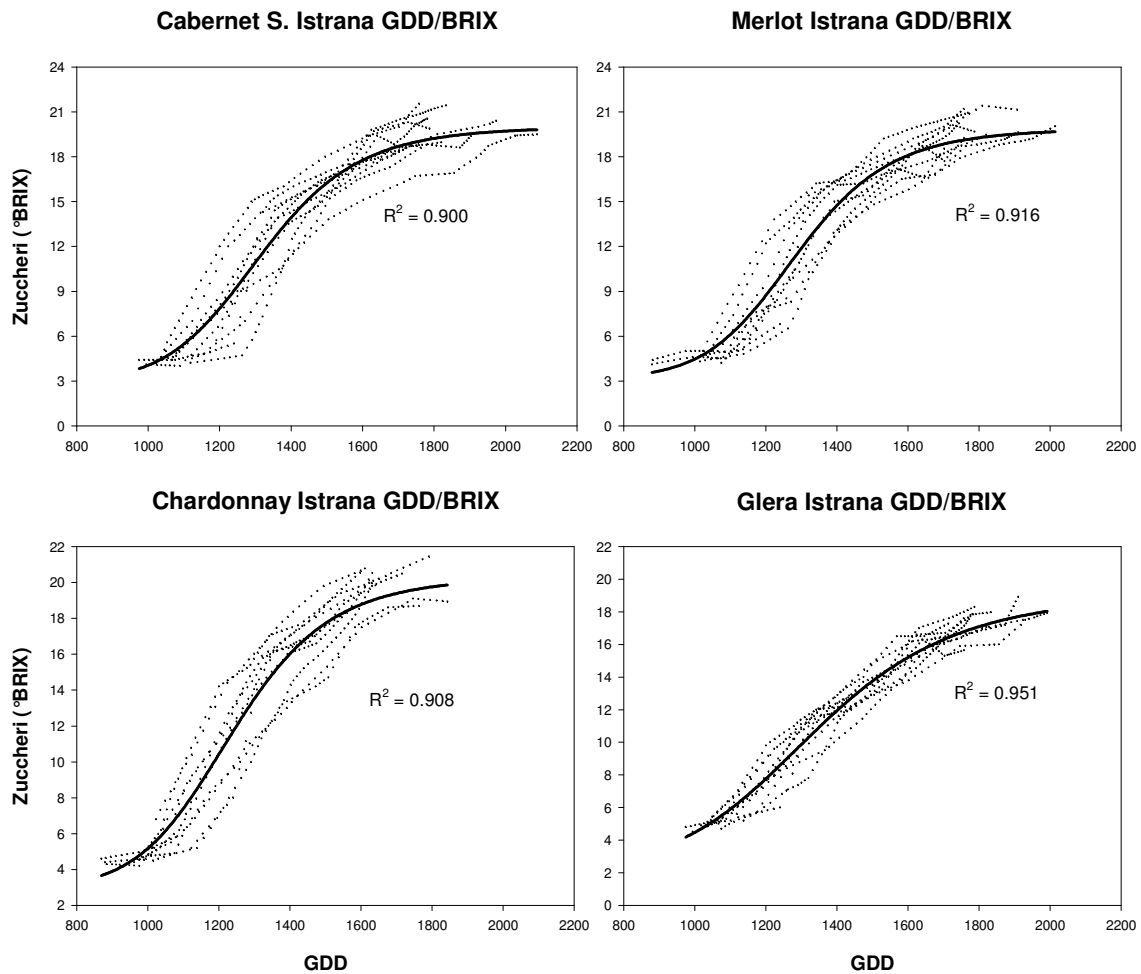 Cabernet S. Istrana GDD/BRIX
Merlot Istrana GDD/BRIX
Zuccheri (°BRIX)
24
21
18
15
12
9
6
3
0
R² = 0.900
800 1000 1200 1400 1600 1800 2000 2200
24
21
18
15
12
9
6
3
0
R² = 0.916
800 1000 1200 1400 1600 1800 2000 2200
Chardonnay Istrana GDD/BRIX
Glera Istrana GDD/BRIX
Zuccheri (°BRIX)
22
20
18
16
14
12
10
8
6
4
2
R² = 0.908
800 1000 1200 1400 1600 1800 2000 2200
GDD
22
20
18
16
14
12
10
8
6
4
2
0
R² = 0.951
800 1000 1200 1400 1600 1800 2000 2200
GDD